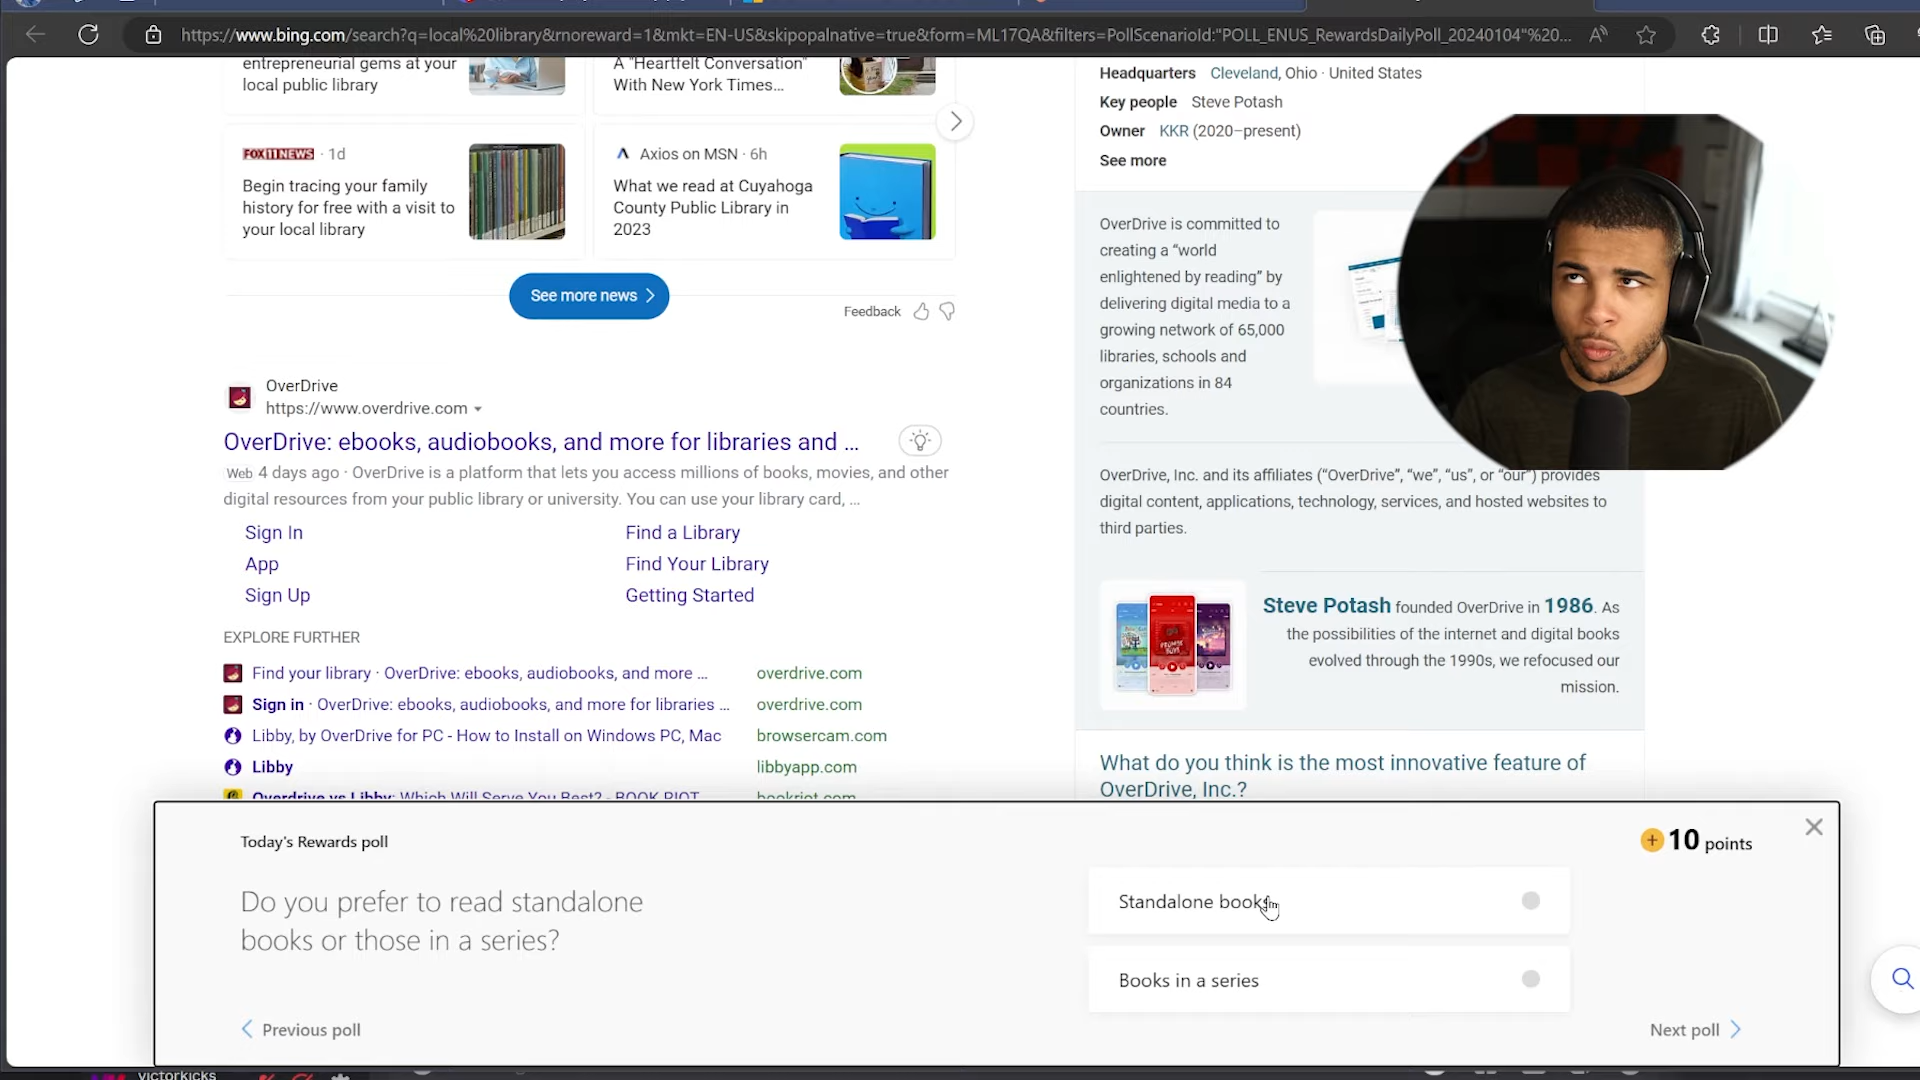 https://www.bing.com/search?q=local%20library&rnoreward=1&mkt=EN-US&skipopalnative=true&form=ML17QA&filters=PollScenarioId:"POLL_ENUS_RewardsDailyPoll_20240104"%20...
entrepreneurial gems at your
local public library
A "Heartfelt Conversation"
With New York Times...
FOX11NEWS · 1d
Begin tracing your family
history for free with a visit to
your local library
Axios on MSN · 6h
What we read at Cuyahoga
County Public Library in
2023
See more news
Feedback
OverDrive
https://www.overdrive.com
OverDrive: ebooks, audiobooks, and more for libraries and ...
Web 4 days ago · OverDrive is a platform that lets you access millions of books, movies, and other
digital resources from your public library or university. You can use your library card, ...
Sign In
Find a Library
App
Find Your Library
Sign Up
Getting Started
EXPLORE FURTHER
Find your library · OverDrive: ebooks, audiobooks, and more ... overdrive.com
Sign in · OverDrive: ebooks, audiobooks, and more for libraries ... overdrive.com
Libby, by OverDrive for PC - How to Install on Windows PC, Mac browsercam.com
Libby libbyapp.com
Overdrive vs Libby: Which Will Serve You Best? - BOOK RIOT bookriot.com
Headquarters Cleveland, Ohio · United States
Key people Steve Potash
Owner KKR (2020–present)
See more
OverDrive is committed to
creating a “world
enlightened by reading” by
delivering digital media to a
growing network of 65,000
libraries, schools and
organizations in 84
countries.
OverDrive, Inc. and its affiliates (“OverDrive”, “we”, “us”, or “our”) provides
digital content, applications, technology, services, and hosted websites to
third parties.
Steve Potash founded OverDrive in 1986. As
the possibilities of the internet and digital books
evolved through the 1990s, we refocused our
mission.
What do you think is the most innovative feature of
OverDrive, Inc.?
Today's Rewards poll
10 points
Do you prefer to read standalone
books or those in a series?
Standalone books
Books in a series
Previous poll
Next poll
victorkicks